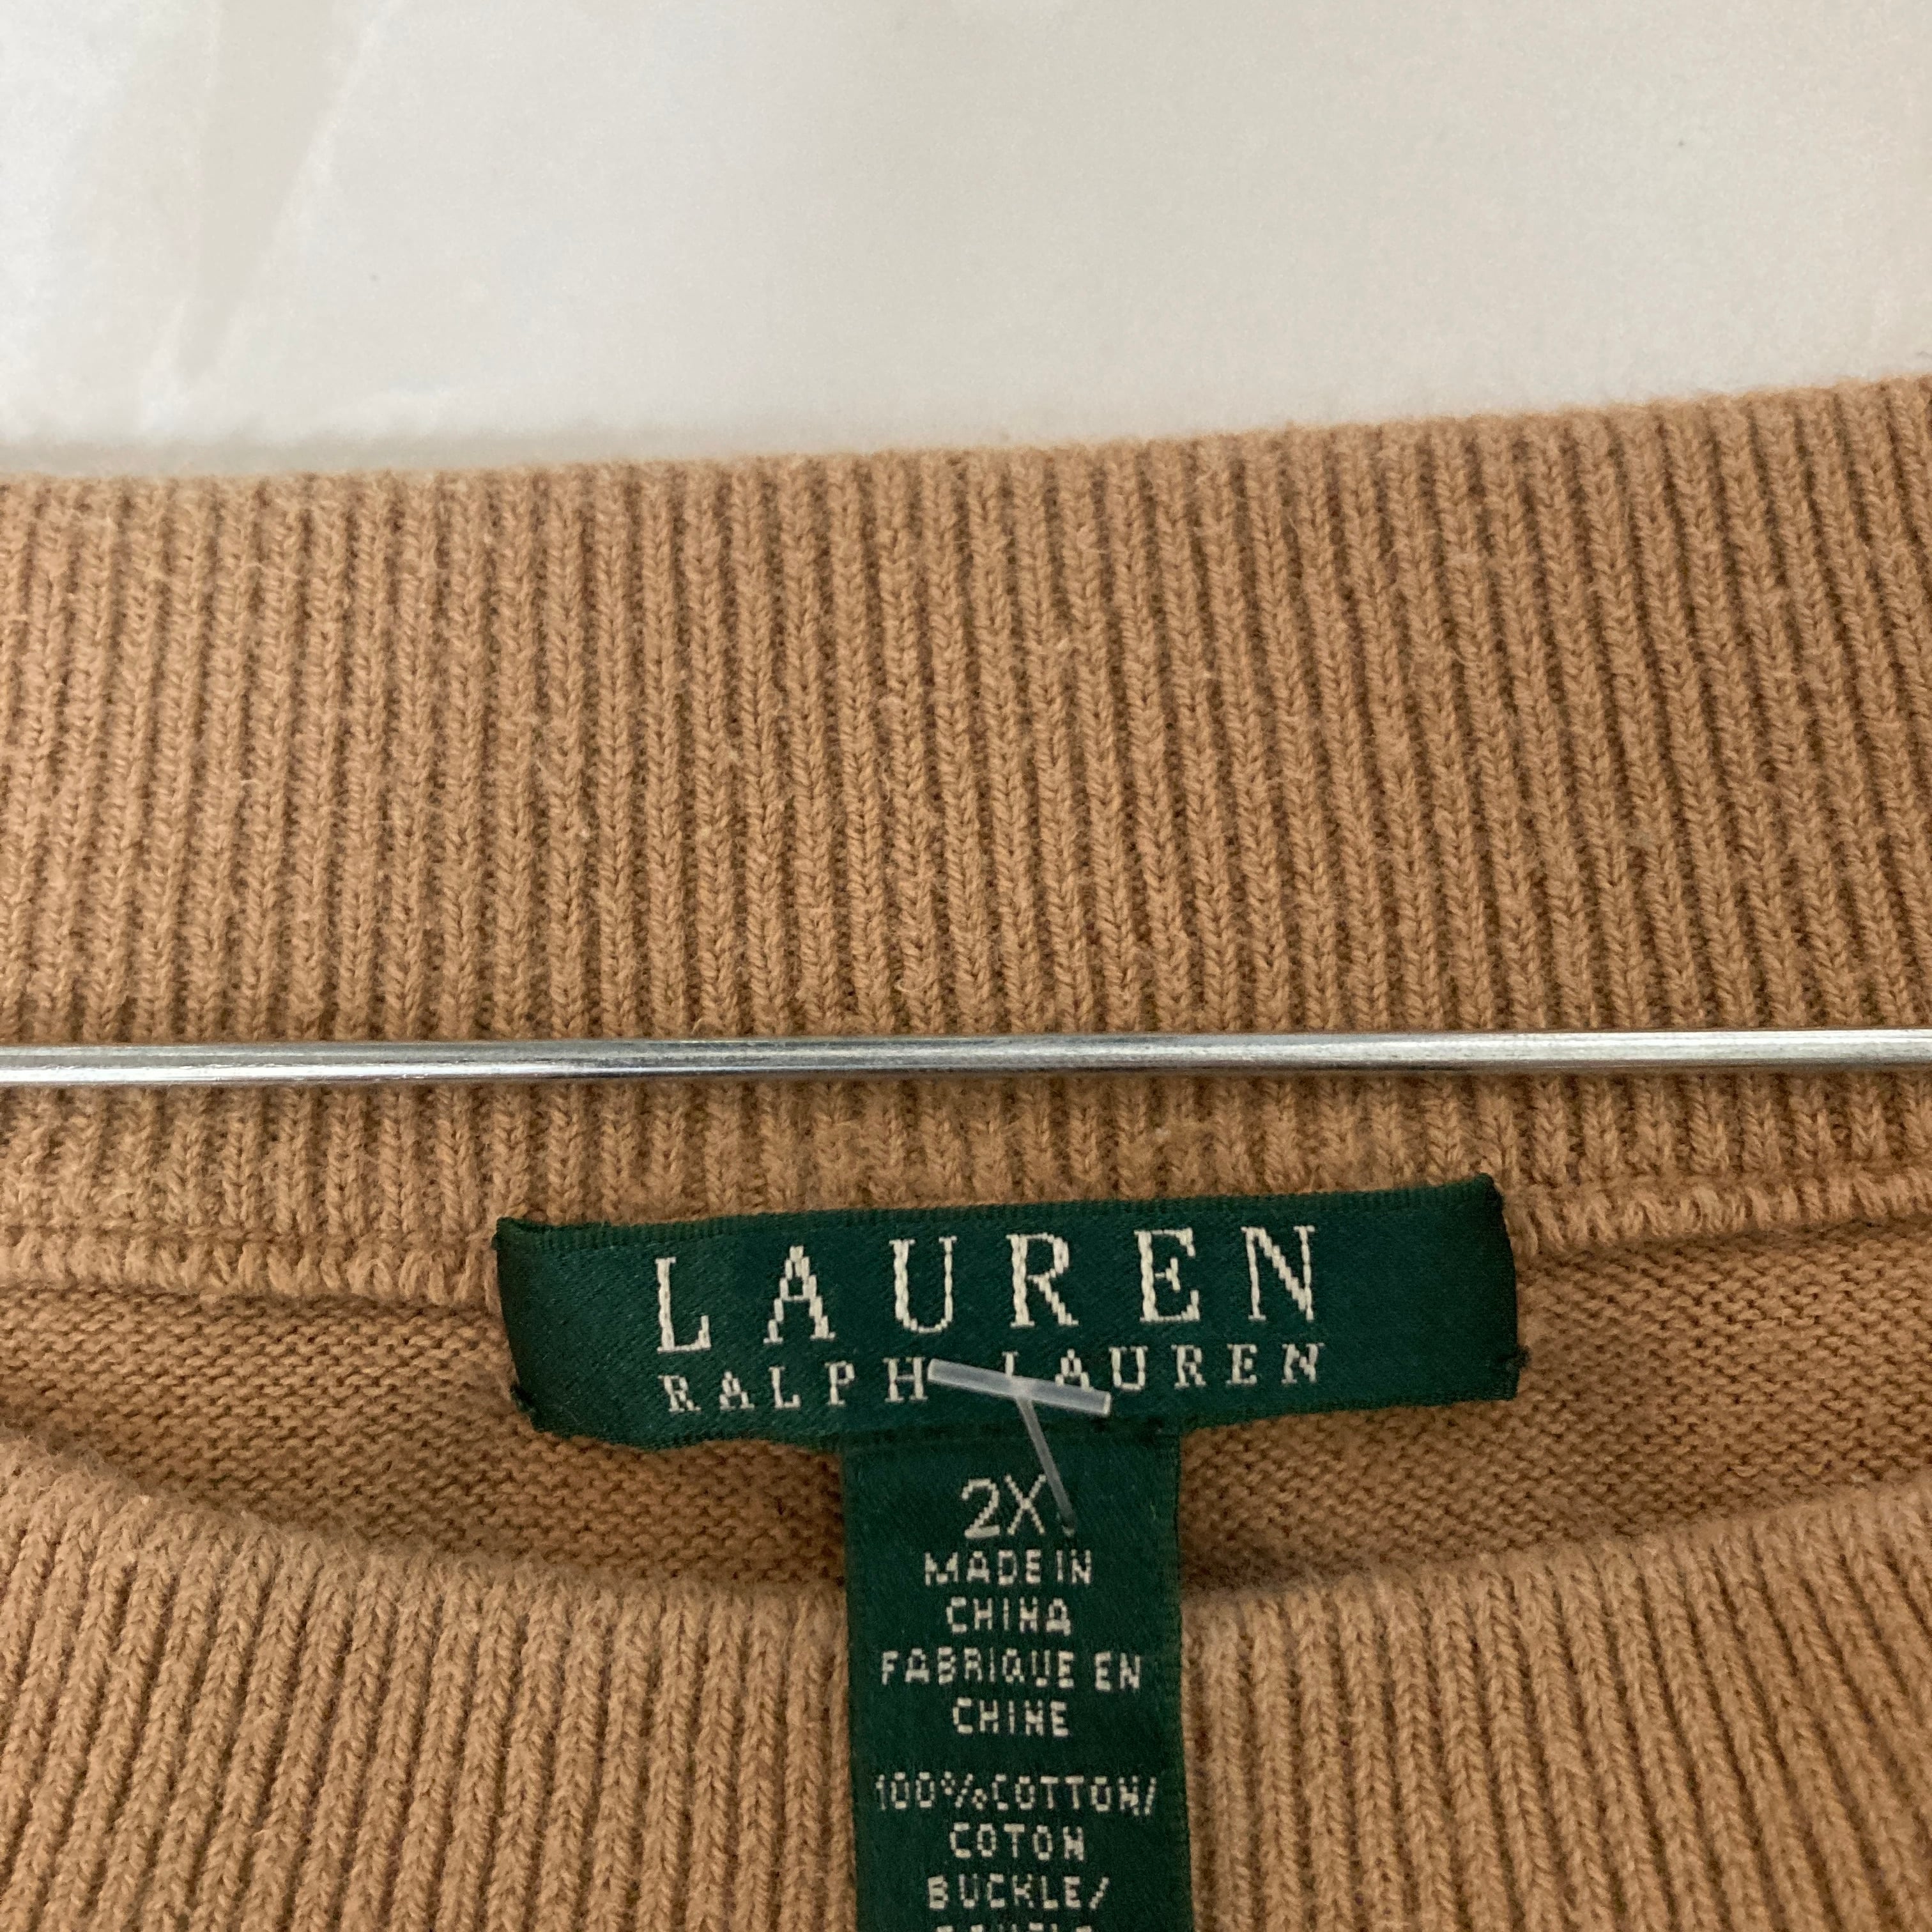 LAUREN
RALPH LAUREN
2X
MADE IN
CHINA
FABRIQUE EN
CHINE
100%COTTON/
COTON
BUCKLE/